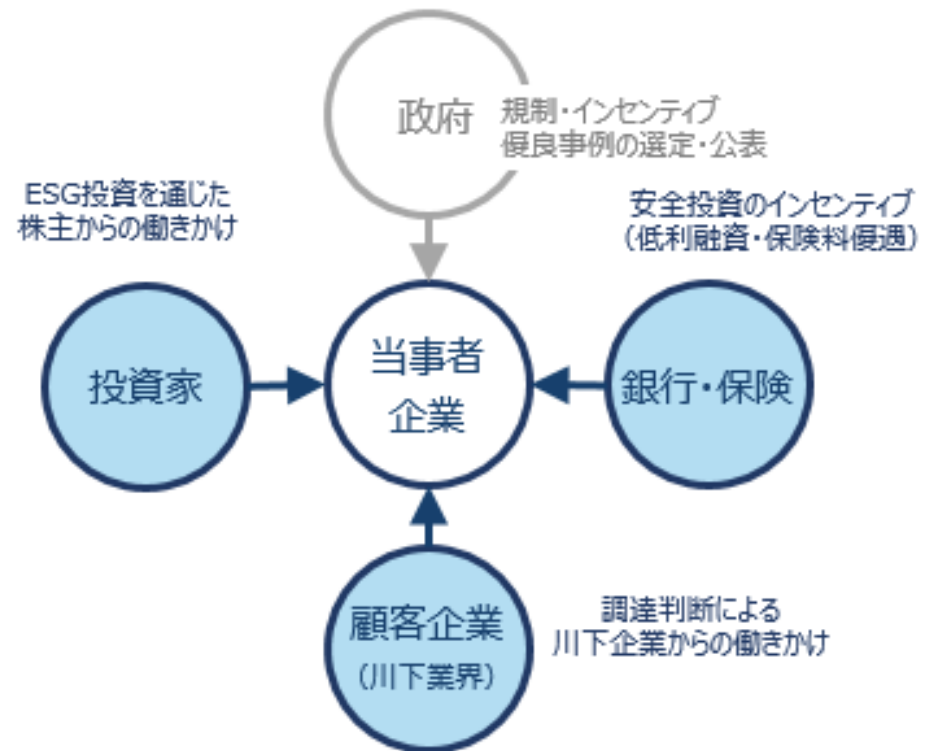 政府
規制・インセンティブ
優良事例の選定・公表
ESG投資を通じた
株主からの働きかけ
安全投資のインセンティブ
（低利融資・保険料優遇）
投資家
当事者
企業
銀行・保険
顧客企業
（川下業界）
調達判断による
川下企業からの働きかけ